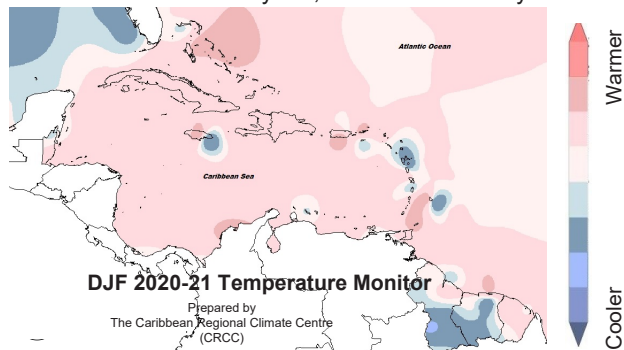 Atlantic Ocean
Caribbean Sea
DJF 2020-21 Temperature Monitor
Prepared by
The Caribbean Regional Climate Centre
(CRCC)
Warmer
Cooler